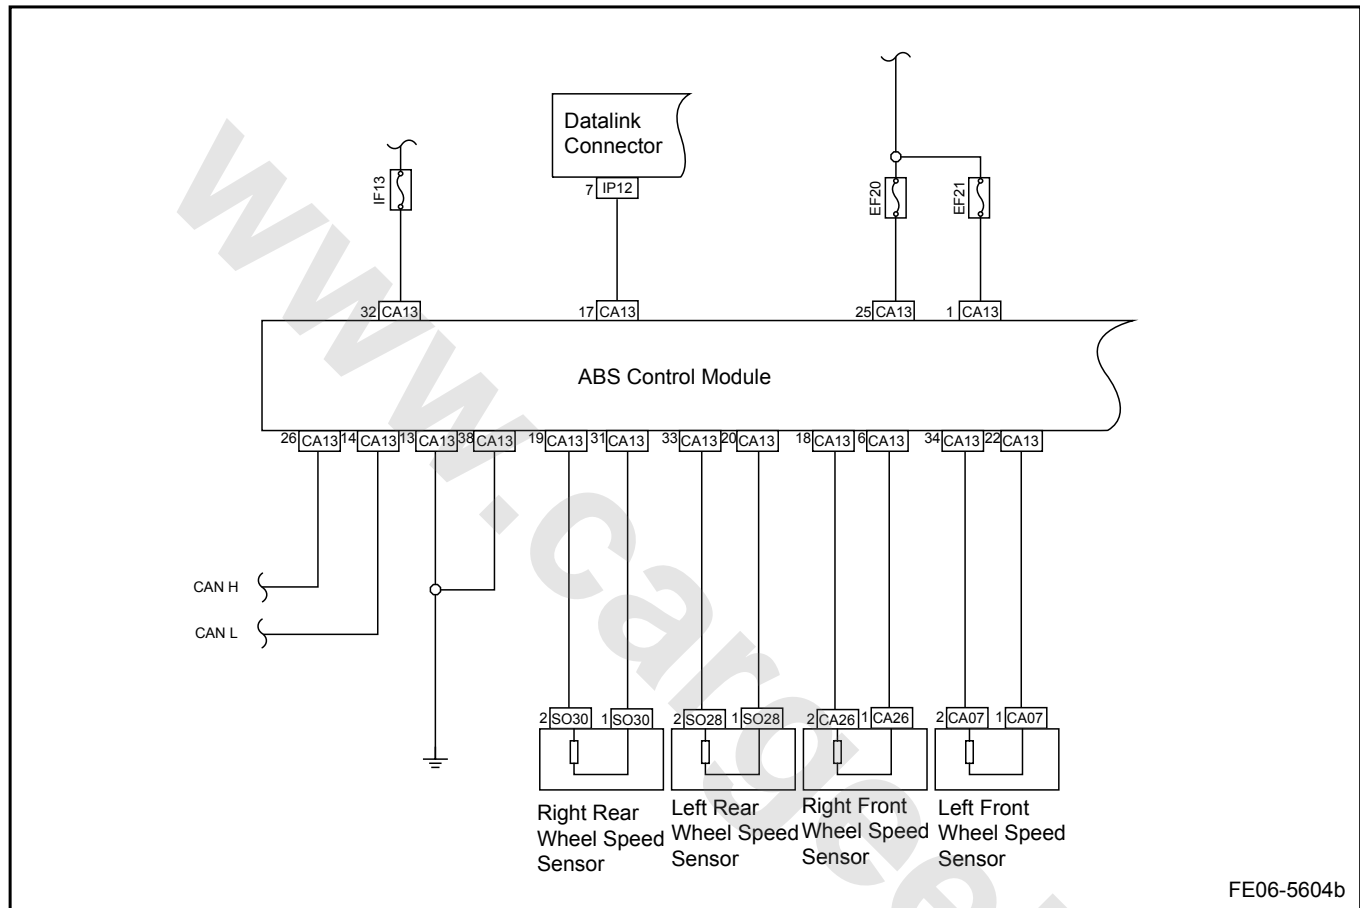 Datalink
Connector
7 IP12
IF13
EF20
EF21
32 CA13
17 CA13
25 CA13
1 CA13
ABS Control Module
26 CA13
14 CA13
13 CA13
38 CA13
19 CA13
31 CA13
33 CA13
20 CA13
18 CA13
6 CA13
34 CA13
22 CA13
CAN H
CAN L
2 SO30
1 SO30
2 SO28
1 SO28
2 CA26
1 CA26
2 CA07
1 CA07
Right Rear
Wheel Speed
Sensor
Left Rear
Wheel Speed
Sensor
Right Front
Wheel Speed
Sensor
Left Front
Wheel Speed
Sensor
FE06-5604b